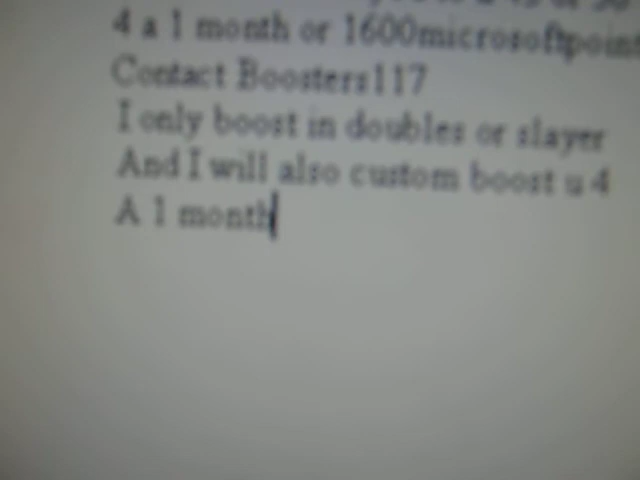 4 a 1 month or 1600microsoftpoint
Contact Boosters117
I only boost in doubles or slayer
And I will also custom boost u 4
A 1 month